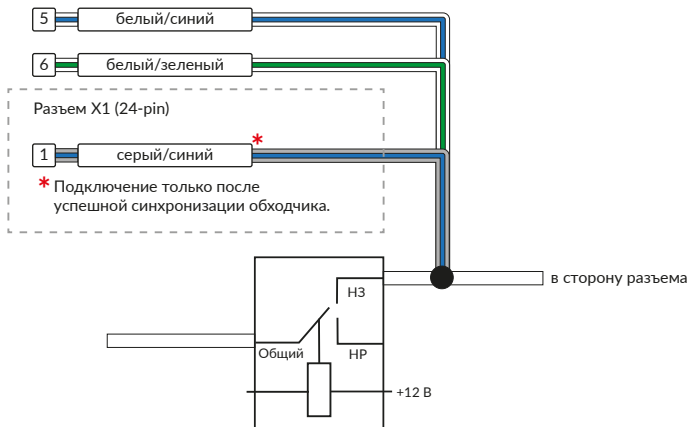 5 белый/синий
6 белый/зеленый
Разъем X1 (24-pin)
1 серый/синий *
* Подключение только после
успешной синхронизации обходчика.
в сторону разъема
НЗ
Общий
НР
+12 В